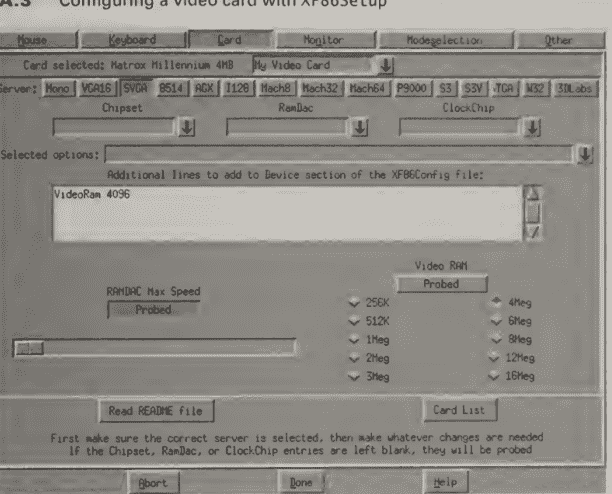 A.3 Configuring a video card with XF86Setup
Mouse Keyboard Card Monitor Modeselection Other
Card selected: Matrox Millennium 4MB My Video Card
Server: Mono VGA16 SVGA 8514 AGX I128 Mach8 Mach32 Mach64 P9000 S3 S3V TGA W32 3DLabs
Chipset RamDac ClockChip
Selected options:
Additional lines to add to Device section of the XF86Config file:
VideoRam 4096
Video RAM
RAMDAC Max Speed Probed
Probed
256K 4Meg
512K 6Meg
1Meg 8Meg
2Meg 12Meg
3Meg 16Meg
Read README file Card List
First make sure the correct server is selected, then make whatever changes are needed
If the Chipset, RamDac, or ClockChip entries are left blank, they will be probed
Abort Done Help